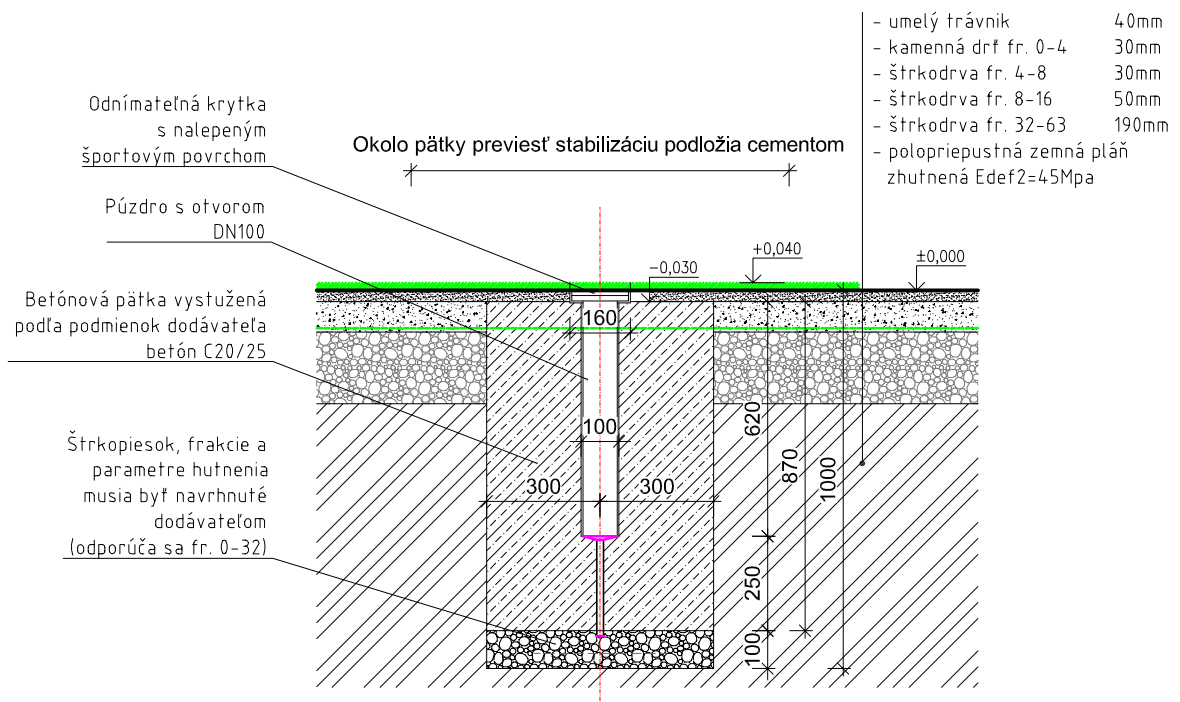 - umelý trávnik 40mm
- kamenná drť fr. 0-4 30mm
- štrkodrva fr. 4-8 30mm
- štrkodrva fr. 8-16 50mm
- štrkodrva fr. 32-63 190mm
- polopriepustná zemná pláň
zhutnená Edef2=45Mpa
Odnímateľná krytka
s nalepeným
športovým povrchom
Okolo pätky previesť stabilizáciu podložia cementom
Púzdro s otvorom
DN100
+0,040
±0,000
-0,030
Betónová pätka vystužená
podľa podmienok dodávateľa
betón C20/25
160
100
620
870
1000
300
300
Štrkopiesok, frakcie a
parametre hutnenia
musia byť navrhnuté
dodávateľom
(odporúča sa fr. 0-32)
250
100